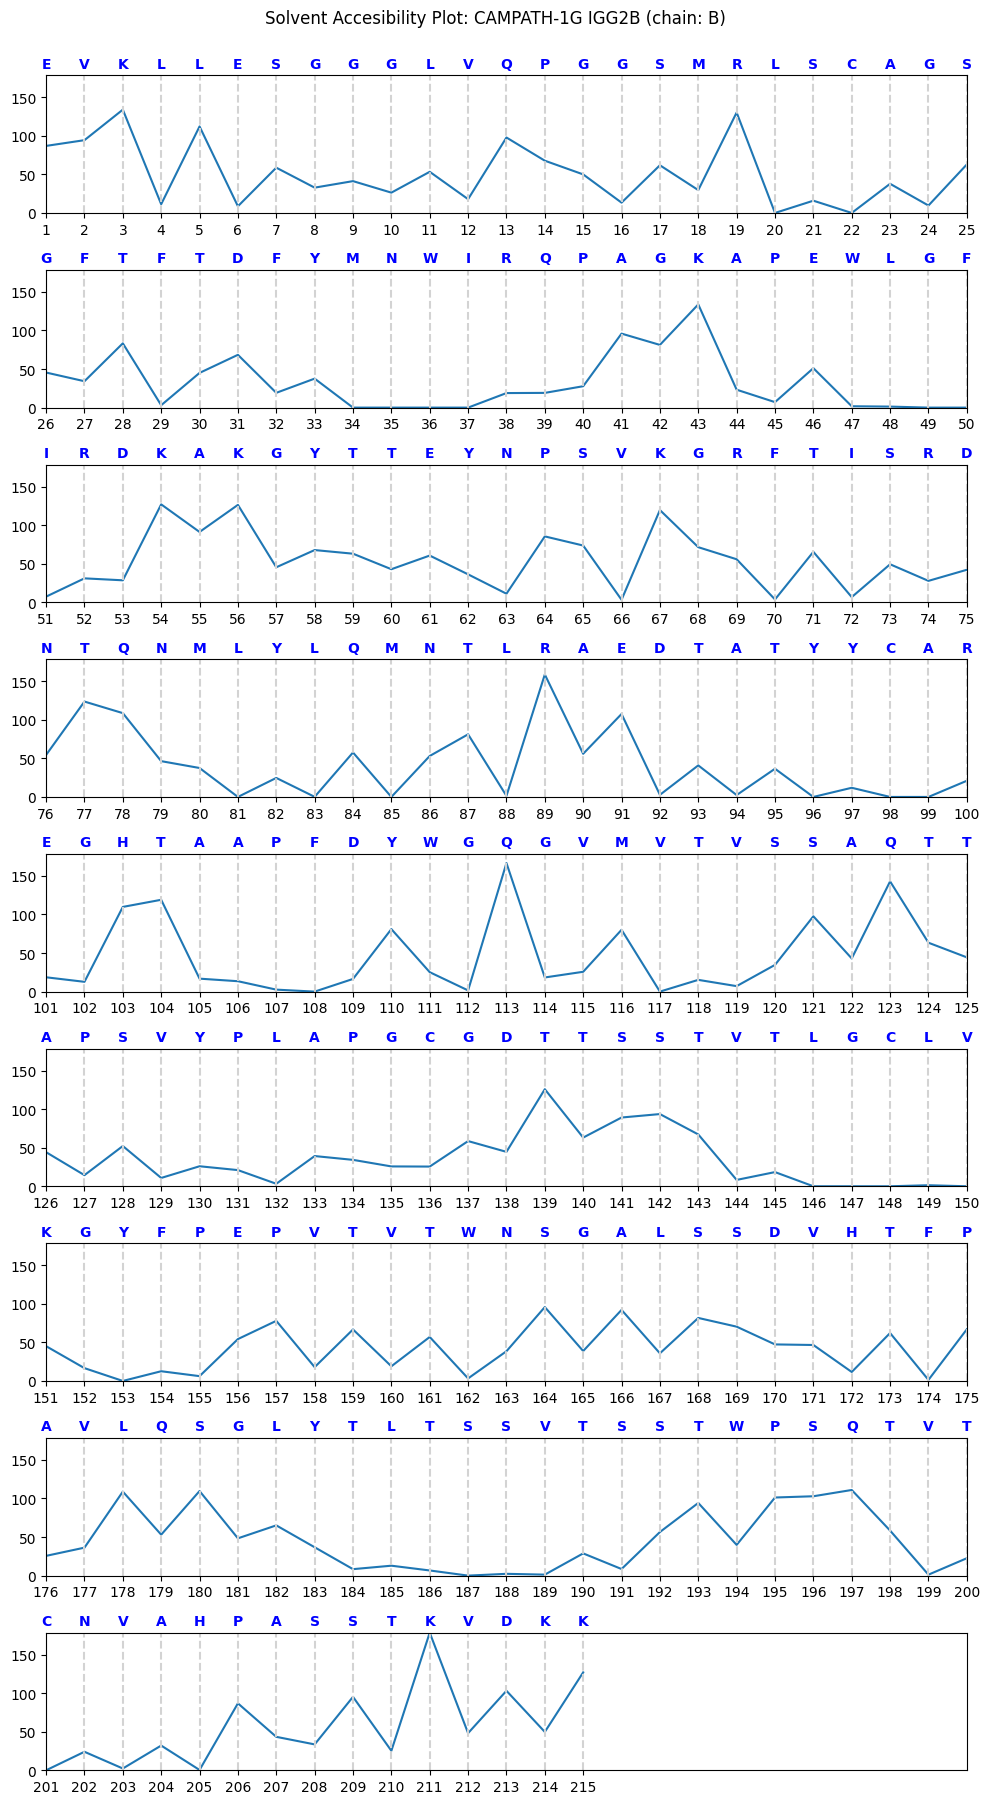 Solvent Accesibility Plot: CAMPATH-1G IGG2B (chain: B)
E V K L L E S G G G L V Q P G G S M R L S C A G S
150
100
50
0
1 2 3 4 5 6 7 8 9 10 11 12 13 14 15 16 17 18 19 20 21 22 23 24 25
G F T F T D F Y M N W I R Q P A G K A P E W L G F
150
100
50
0
26 27 28 29 30 31 32 33 34 35 36 37 38 39 40 41 42 43 44 45 46 47 48 49 50
I R D K A K G Y T T E Y N P S V K G R F T I S R D
150
100
50
0
51 52 53 54 55 56 57 58 59 60 61 62 63 64 65 66 67 68 69 70 71 72 73 74 75
N T Q N M L Y L Q M N T L R A E D T A T Y Y C A R
150
100
50
0
76 77 78 79 80 81 82 83 84 85 86 87 88 89 90 91 92 93 94 95 96 97 98 99 100
E G H T A A P F D Y W G Q G V M V T V S S A Q T T
150
100
50
0
101 102 103 104 105 106 107 108 109 110 111 112 113 114 115 116 117 118 119 120 121 122 123 124 125
A P S V Y P L A P G C G D T T S S T V T L G C L V
150
100
50
0
126 127 128 129 130 131 132 133 134 135 136 137 138 139 140 141 142 143 144 145 146 147 148 149 150
K G Y F P E P V T V T W N S G A L S S D V H T F P
150
100
50
0
151 152 153 154 155 156 157 158 159 160 161 162 163 164 165 166 167 168 169 170 171 172 173 174 175
A V L Q S G L Y T L T S S V T S S T W P S Q T V T
150
100
50
0
176 177 178 179 180 181 182 183 184 185 186 187 188 189 190 191 192 193 194 195 196 197 198 199 200
C N V A H P A S S T K V D K K
150
100
50
0
201 202 203 204 205 206 207 208 209 210 211 212 213 214 215